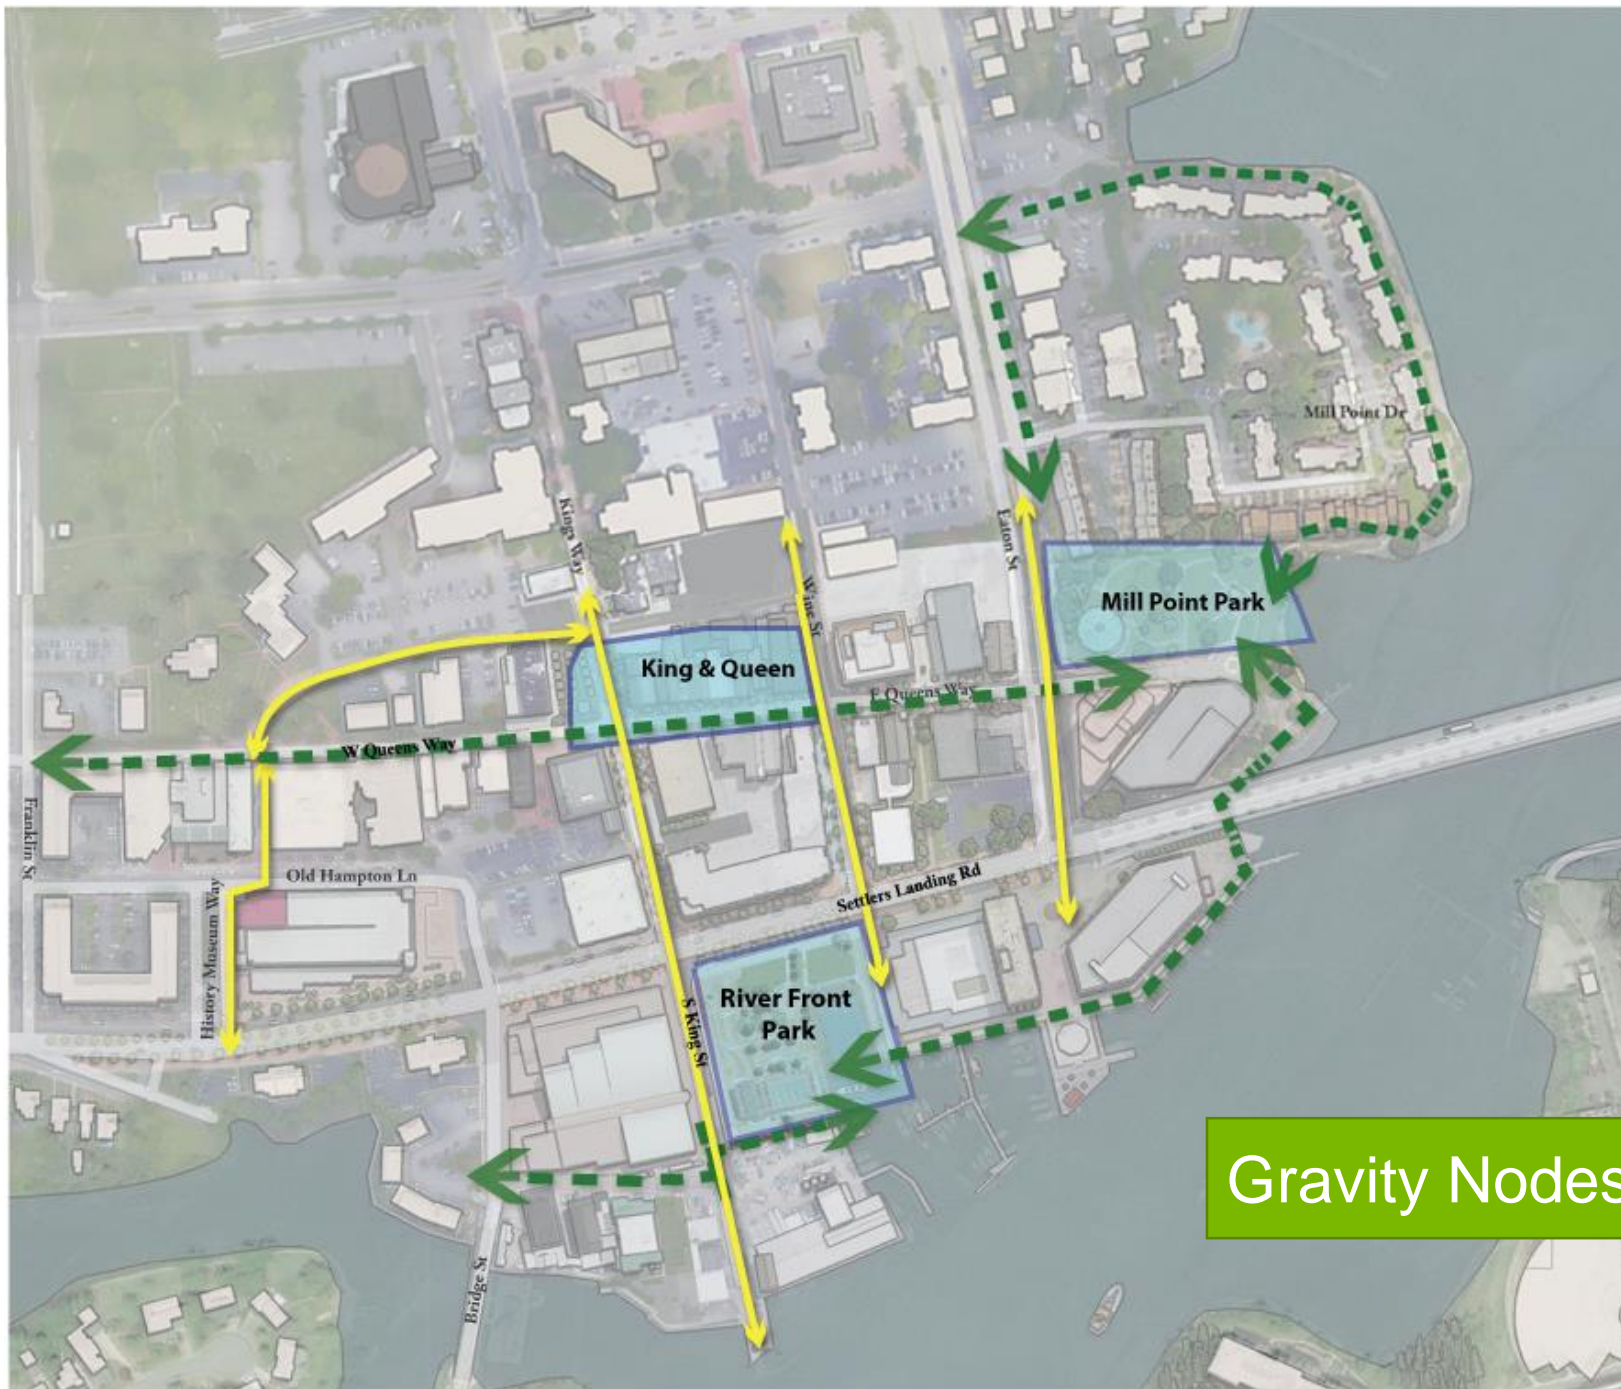 Mill Point Dr
Kings Way
Eaton St
Wine St
Mill Point Park
King & Queen
E Queens Way
W Queens Way
Franklin St
Old Hampton Ln
Settlers Landing Rd
History Museum Way
River Front
Park
S King St
Gravity Nodes
Bridge St